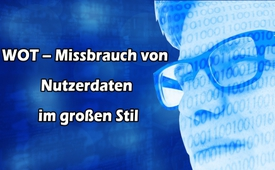 WOT – Missbrauch von
Nutzerdaten
im großen Stil